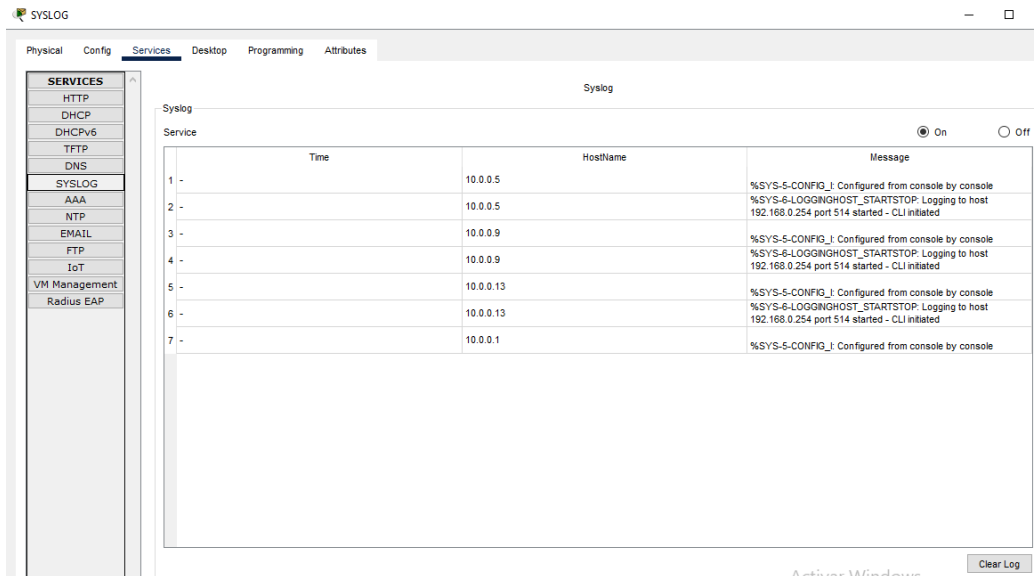 SYSLOG
Physical Config Services Desktop Programming Attributes
SERVICES
HTTP
DHCP
DHCPv6
TFTP
DNS
SYSLOG
AAA
NTP
EMAIL
FTP
IoT
VM Management
Radius EAP
Syslog
Syslog
Service On Off
Time HostName Message
1 - 10.0.0.5 %SYS-5-CONFIG_I: Configured from console by console
2 - 10.0.0.5 %SYS-6-LOGGINGHOST_STARTSTOP: Logging to host
192.168.0.254 port 514 started - CLI initiated
3 - 10.0.0.9 %SYS-5-CONFIG_I: Configured from console by console
4 - 10.0.0.9 %SYS-6-LOGGINGHOST_STARTSTOP: Logging to host
192.168.0.254 port 514 started - CLI initiated
5 - 10.0.0.13 %SYS-5-CONFIG_I: Configured from console by console
6 - 10.0.0.13 %SYS-6-LOGGINGHOST_STARTSTOP: Logging to host
192.168.0.254 port 514 started - CLI initiated
7 - 10.0.0.1 %SYS-5-CONFIG_I: Configured from console by console
Clear Log
Activer Windows